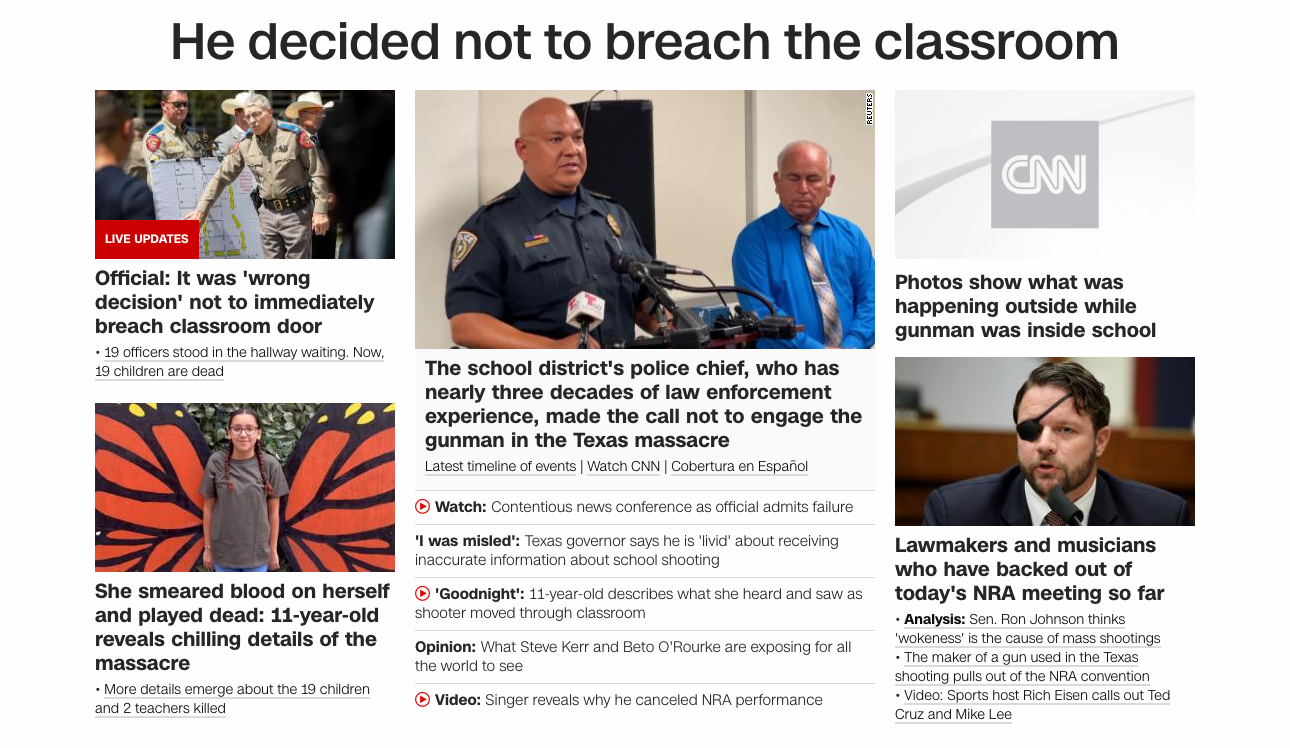 He decided not to breach the classroom
LIVE UPDATES
Official: It was 'wrong
decision' not to immediately
breach classroom door
• 19 officers stood in the hallway waiting. Now,
19 children are dead
She smeared blood on herself
and played dead: 11-year-old
reveals chilling details of the
massacre
• More details emerge about the 19 children
and 2 teachers killed
REUTERS
POLICE
The school district's police chief, who has
nearly three decades of law enforcement
experience, made the call not to engage the
gunman in the Texas massacre
Latest timeline of events | Watch CNN | Cobertura en Español
Watch: Contentious news conference as official admits failure
'I was misled': Texas governor says he is 'livid' about receiving
inaccurate information about school shooting
'Goodnight': 11-year-old describes what she heard and saw as
shooter moved through classroom
Opinion: What Steve Kerr and Beto O'Rourke are exposing for all
the world to see
Video: Singer reveals why he canceled NRA performance
CNN
Photos show what was
happening outside while
gunman was inside school
Lawmakers and musicians
who have backed out of
today's NRA meeting so far
• Analysis: Sen. Ron Johnson thinks
'wokeness' is the cause of mass shootings
• The maker of a gun used in the Texas
shooting pulls out of the NRA convention
• Video: Sports host Rich Eisen calls out Ted
Cruz and Mike Lee